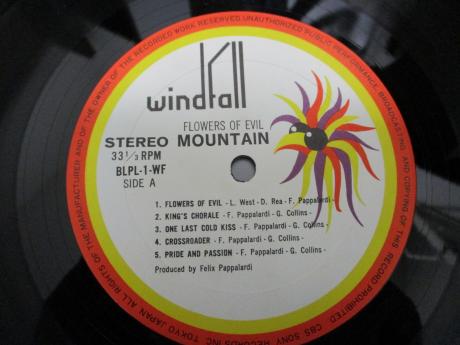 windfall
FLOWERS OF EVIL
STEREO MOUNTAIN
33 1/3 RPM
BLPL-1-WF
SIDE A
1. FLOWERS OF EVIL - L. West - D. Rea - F. Pappalardi -
2. KING'S CHORALE - F. Pappalardi - G. Collins -
3. ONE LAST COLD KISS - F. Pappalardi - G. Collins -
4. CROSSROADER - F. Pappalardi - G. Collins -
5. PRIDE AND PASSION - F. Pappalardi - G. Collins -
Produced by Felix Pappalardi
ALL RIGHTS OF THE MANUFACTURER AND OF THE OWNER OF THE RECORDED WORK RESERVED. UNAUTHORIZED PUBLIC PERFORMANCE, BROADCASTING AND COPYING OF THIS RECORD PROHIBITED. CBS SONY RECORDS INC. TOKYO JAPAN